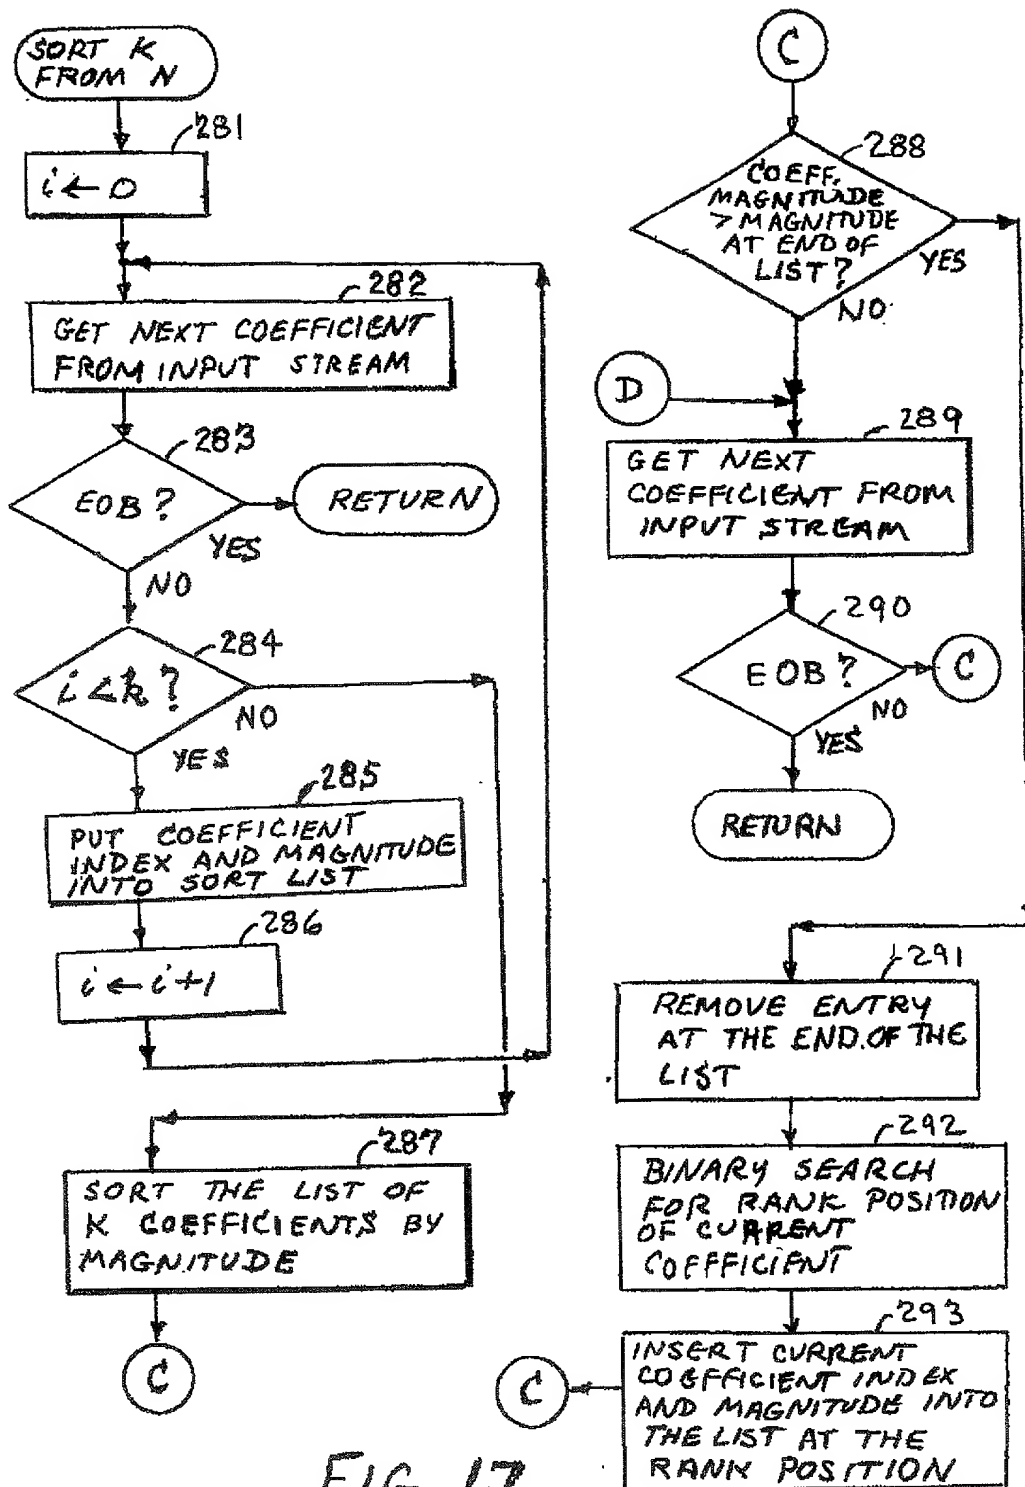 SORT K
FROM N
281
i ← 0
282
GET NEXT COEFFICIENT
FROM INPUT STREAM
283
EOB?
RETURN
YES
NO
284
i < k?
NO
YES
285
PUT COEFFICIENT
INDEX AND MAGNITUDE
INTO SORT LIST
286
i ← i + 1
287
SORT THE LIST OF
K COEFFICIENTS BY
MAGNITUDE
C
C
288
COEFF.
MAGNITUDE
> MAGNITUDE
AT END OF
LIST?
YES
NO
D
289
GET NEXT
COEFFICIENT FROM
INPUT STREAM
290
EOB?
C
NO
YES
RETURN
291
REMOVE ENTRY
AT THE END OF THE
LIST
292
BINARY SEARCH
FOR RANK POSITION
OF CURRENT
COEFFICIENT
293
INSERT CURRENT
COEFFICIENT INDEX
AND MAGNITUDE INTO
THE LIST AT THE
RANK POSITION
C
FIG. 17